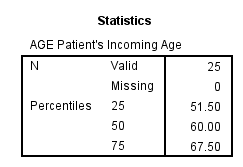 Statistics
AGE Patient's Incoming Age
N Valid 25
Missing 0
Percentiles 25 51.50
50 60.00
75 67.50